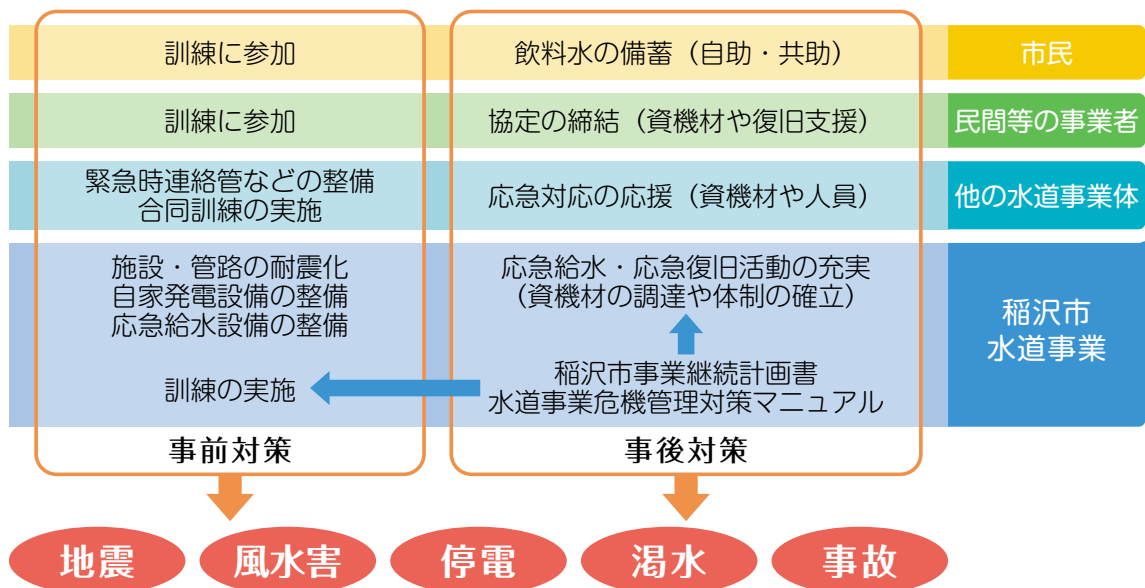 訓練に参加
飲料水の備蓄（自助・共助）
市民
訓練に参加
協定の締結（資機材や復旧支援）
民間等の事業者
緊急時連絡管などの整備
合同訓練の実施
応急対応の応援（資機材や人員）
他の水道事業体
施設・管路の耐震化
自家発電設備の整備
応急給水設備の整備
応急給水・応急復旧活動の充実
（資機材の調達や体制の確立）
稲沢市
水道事業
訓練の実施
稲沢市事業継続計画書
水道事業危機管理対策マニュアル
事前対策
事後対策
地震
風水害
停電
渇水
事故